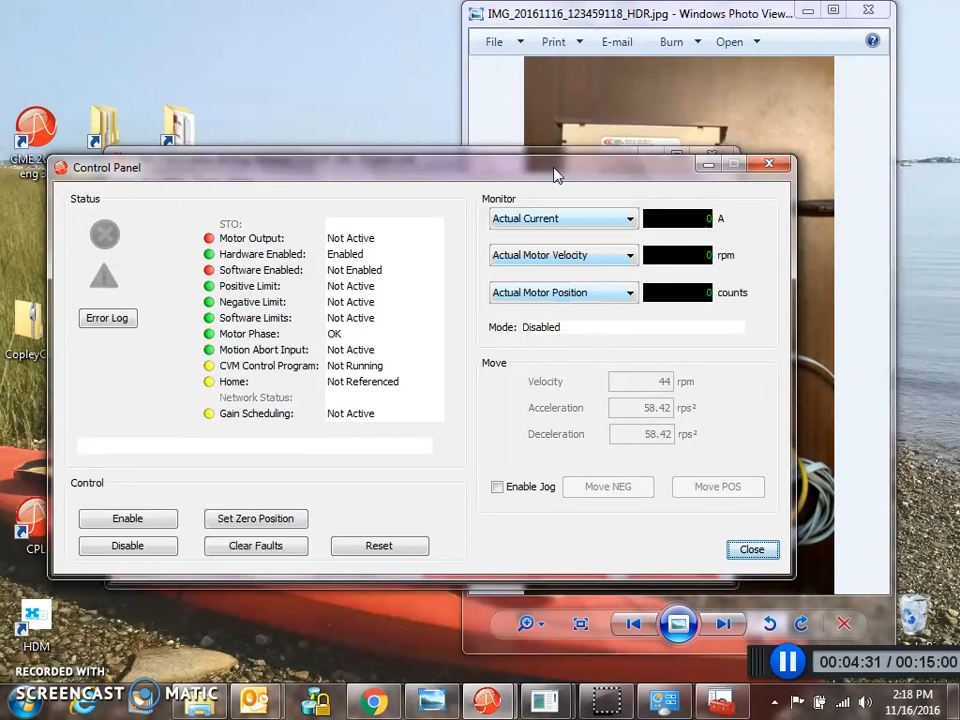 IMG_20161116_123459118_HDR.jpg - Windows Photo View...
File Print E-mail Burn Open
CME 2
eng
Control Panel
Status
STO:
Motor Output: Not Active
Hardware Enabled: Enabled
Software Enabled: Not Enabled
Positive Limit: Not Active
Negative Limit: Not Active
Software Limits: Not Active
Motor Phase: OK
Motion Abort Input: Not Active
CVM Control Program: Not Running
Home: Not Referenced
Network Status:
Gain Scheduling: Not Active
Error Log
Monitor
Actual Current 0 A
Actual Motor Velocity 0 rpm
Actual Motor Position 0 counts
Mode: Disabled
Move
Velocity 44 rpm
Acceleration 58.42 rps²
Deceleration 58.42 rps²
Enable Jog Move NEG Move POS
Control
Enable Set Zero Position
Disable Clear Faults Reset
Close
CopleyC
CPL
HDM
RECORDED WITH
SCREENCAST MATIC
00:04:31 / 00:15:00
2:18 PM
11/16/2016